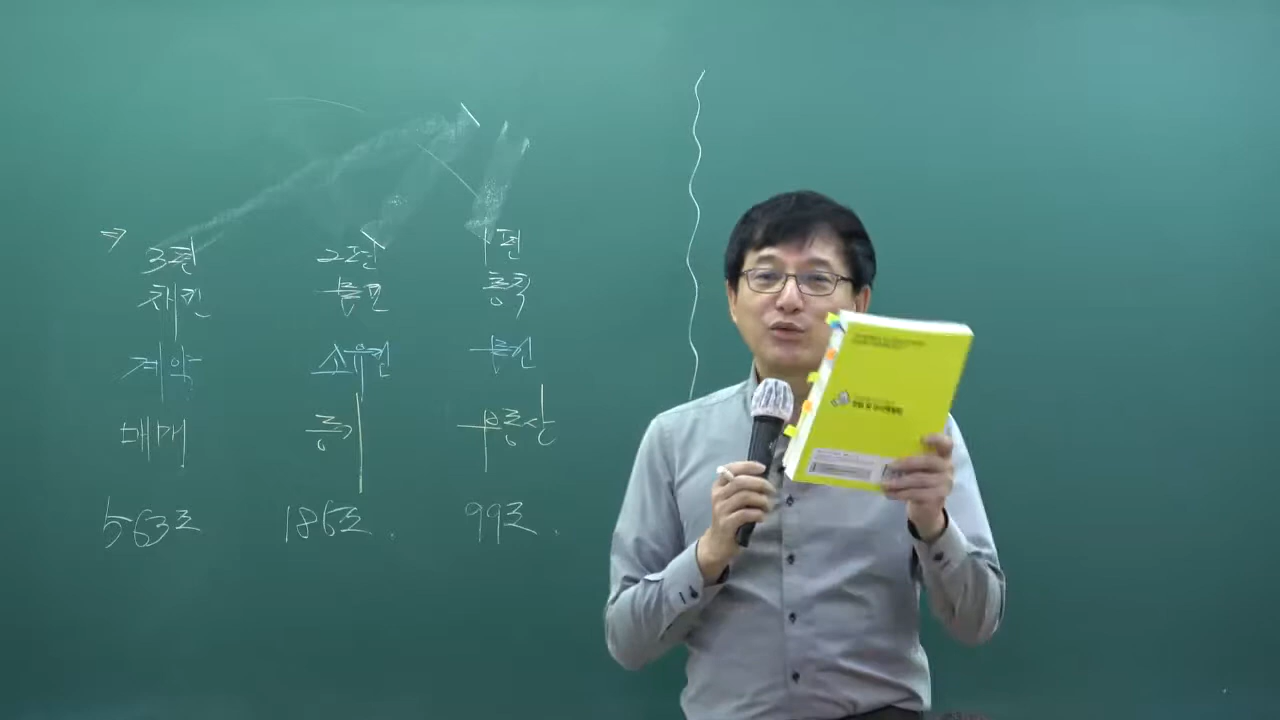 ⇒ 3편 2편 1편
채권 물권 총칙
계약 소유권 물건
매매 등기 부동산
563조 186조. 99조.